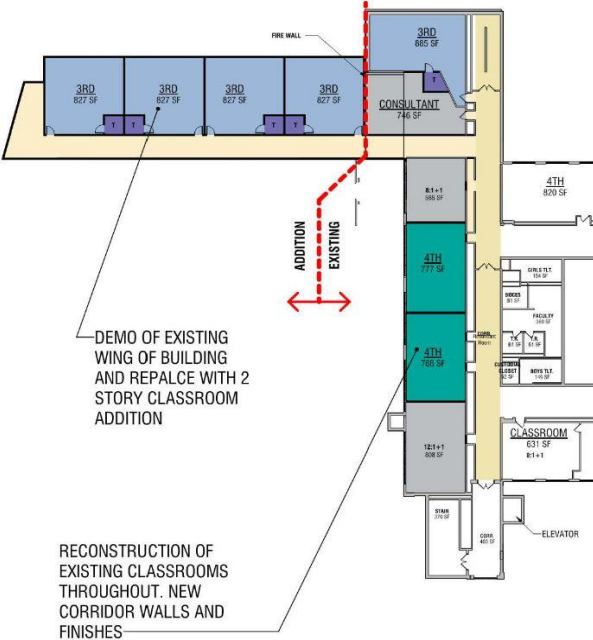 3RD
885 SF
FIRE WALL
T
CONSULTANT
746 SF
3RD
827 SF
3RD
827 SF
3RD
827 SF
3RD
827 SF
T
T
T
T
8:1+1
4TH
820 SF
ADDITION
EXISTING
4TH
777 SF
GIRLS TLT.
FACULTY
4TH
765 SF
BOYS TLT.
CLOSET
DEMO OF EXISTING
WING OF BUILDING
AND REPALCE WITH 2
STORY CLASSROOM
ADDITION
12:1+1
808 SF
CLASSROOM
631 SF
8:1+1
STAIR
CORR
ELEVATOR
RECONSTRUCTION OF
EXISTING CLASSROOMS
THROUGHOUT. NEW
CORRIDOR WALLS AND
FINISHES